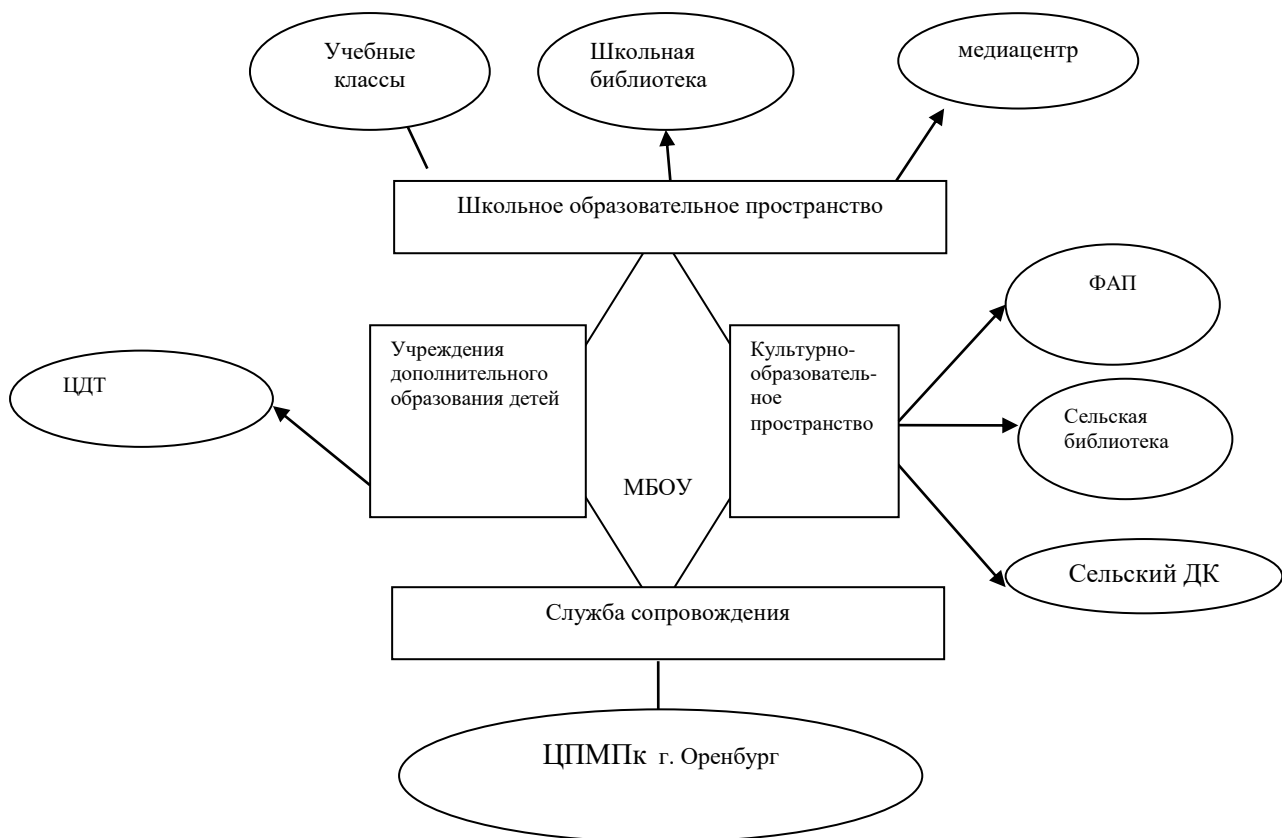 Учебные
классы
Школьная
библиотека
медиацентр
Школьное образовательное пространство
ФАП
Учреждения
дополнительного
образования детей
Культурно-
образователь-
ное
пространство
ЦДТ
Сельская
библиотека
МБОУ
Сельский ДК
Служба сопровождения
ЦПМПк г. Оренбург